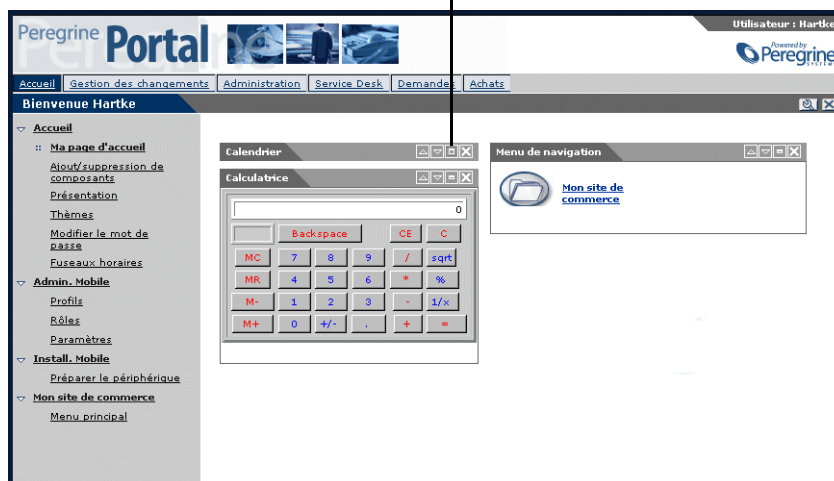 Peregrine Portal
Utilisateur : Hartke
Powered by
Peregrine
SYSTEMS
Accueil Gestion des changements Administration Service Desk Demandes Achats
Bienvenue Hartke
Accueil
Ma page d'accueil
Ajout/suppression de
composants
Présentation
Thèmes
Modifier le mot de
passe
Fuseaux horaires
Admin. Mobile
Profils
Rôles
Paramètres
Install. Mobile
Préparer le périphérique
Mon site de commerce
Menu principal
Calendrier
Calculatrice
0
Backspace CE C
MC 7 8 9 / sqrt
MR 4 5 6 * %
M- 1 2 3 - 1/x
M+ 0 +/- . + =
Menu de navigation
Mon site de
commerce